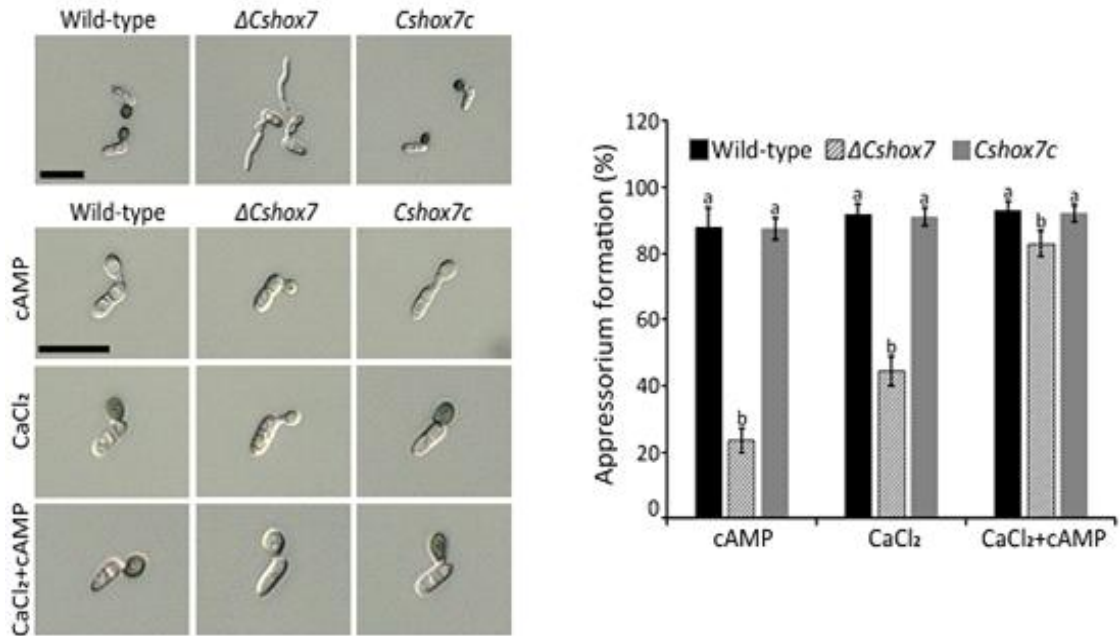 Wild-type ΔCshox7 Cshox7c
Wild-type ΔCshox7 Cshox7c
cAMP
CaCl₂
CaCl₂+cAMP
Appressorium formation (%)
120
100
80
60
40
20
0
Wild-type ΔCshox7 Cshox7c
a b a
a b a
a b a
cAMP CaCl₂ CaCl₂+cAMP